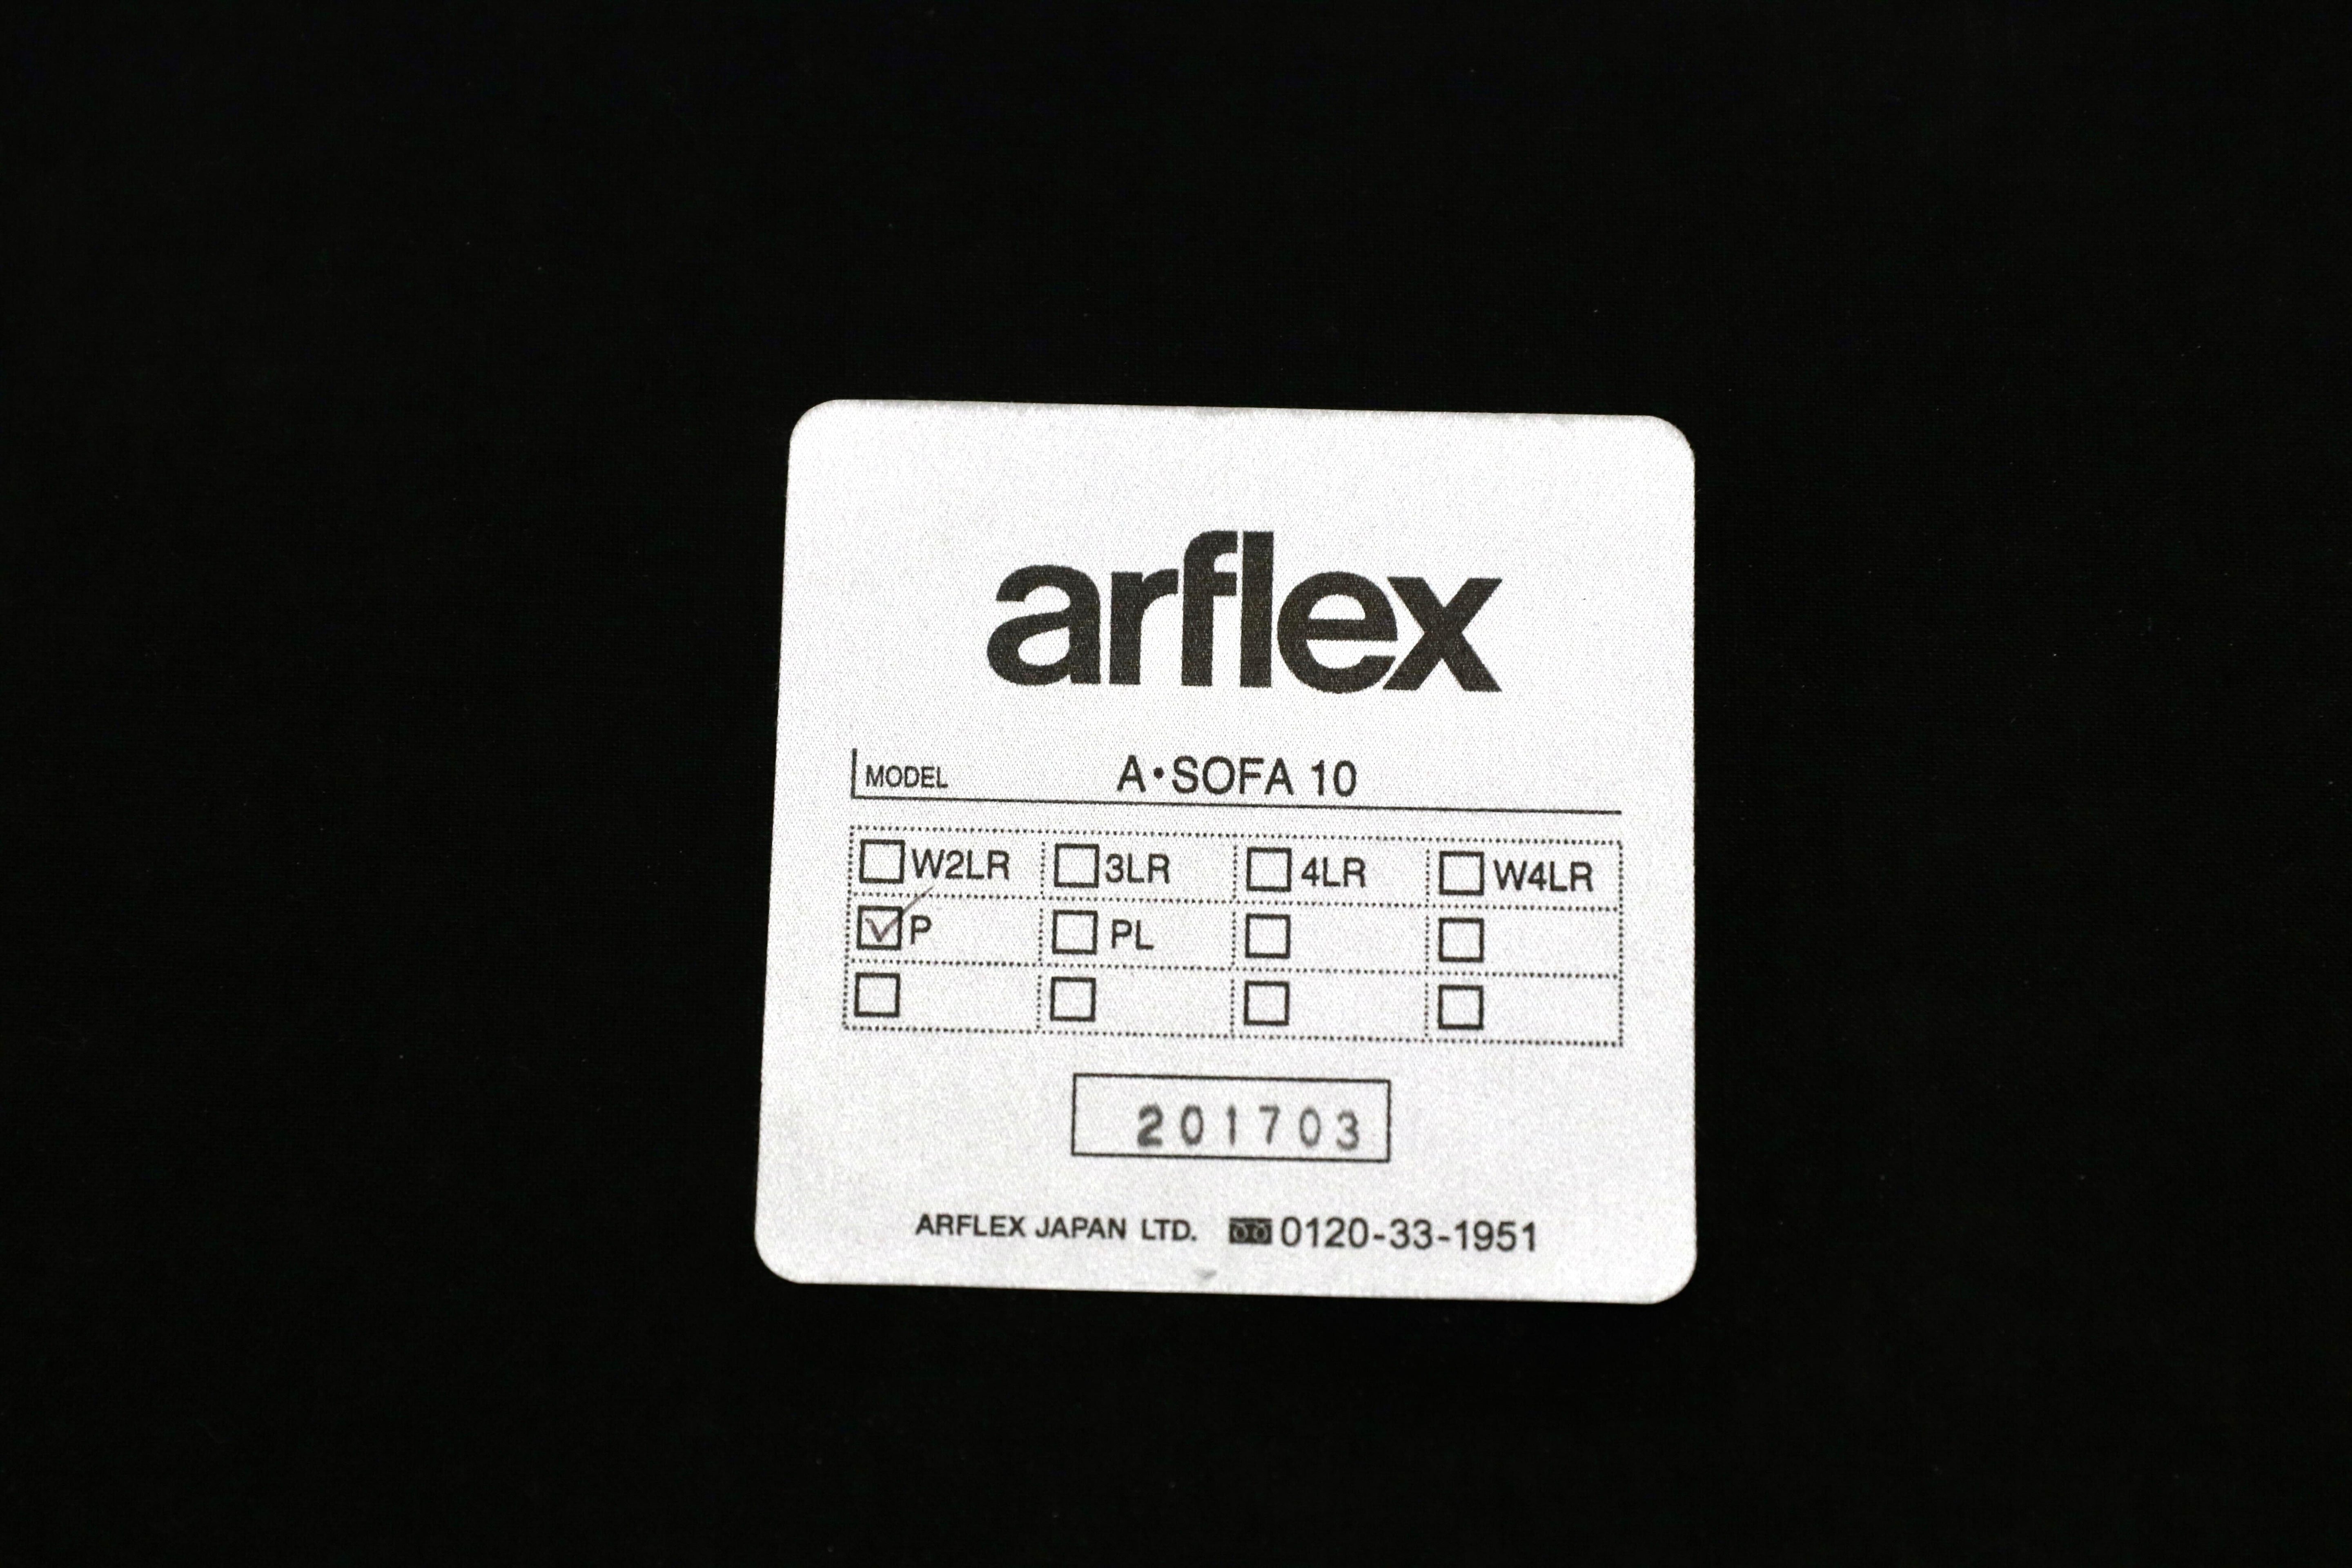 arflex
MODEL A・SOFA 10
☐W2LR ☐3LR ☐4LR ☐W4LR
☑P ☐PL ☐ ☐
☐ ☐ ☐ ☐
201703
ARFLEX JAPAN LTD. 0120-33-1951